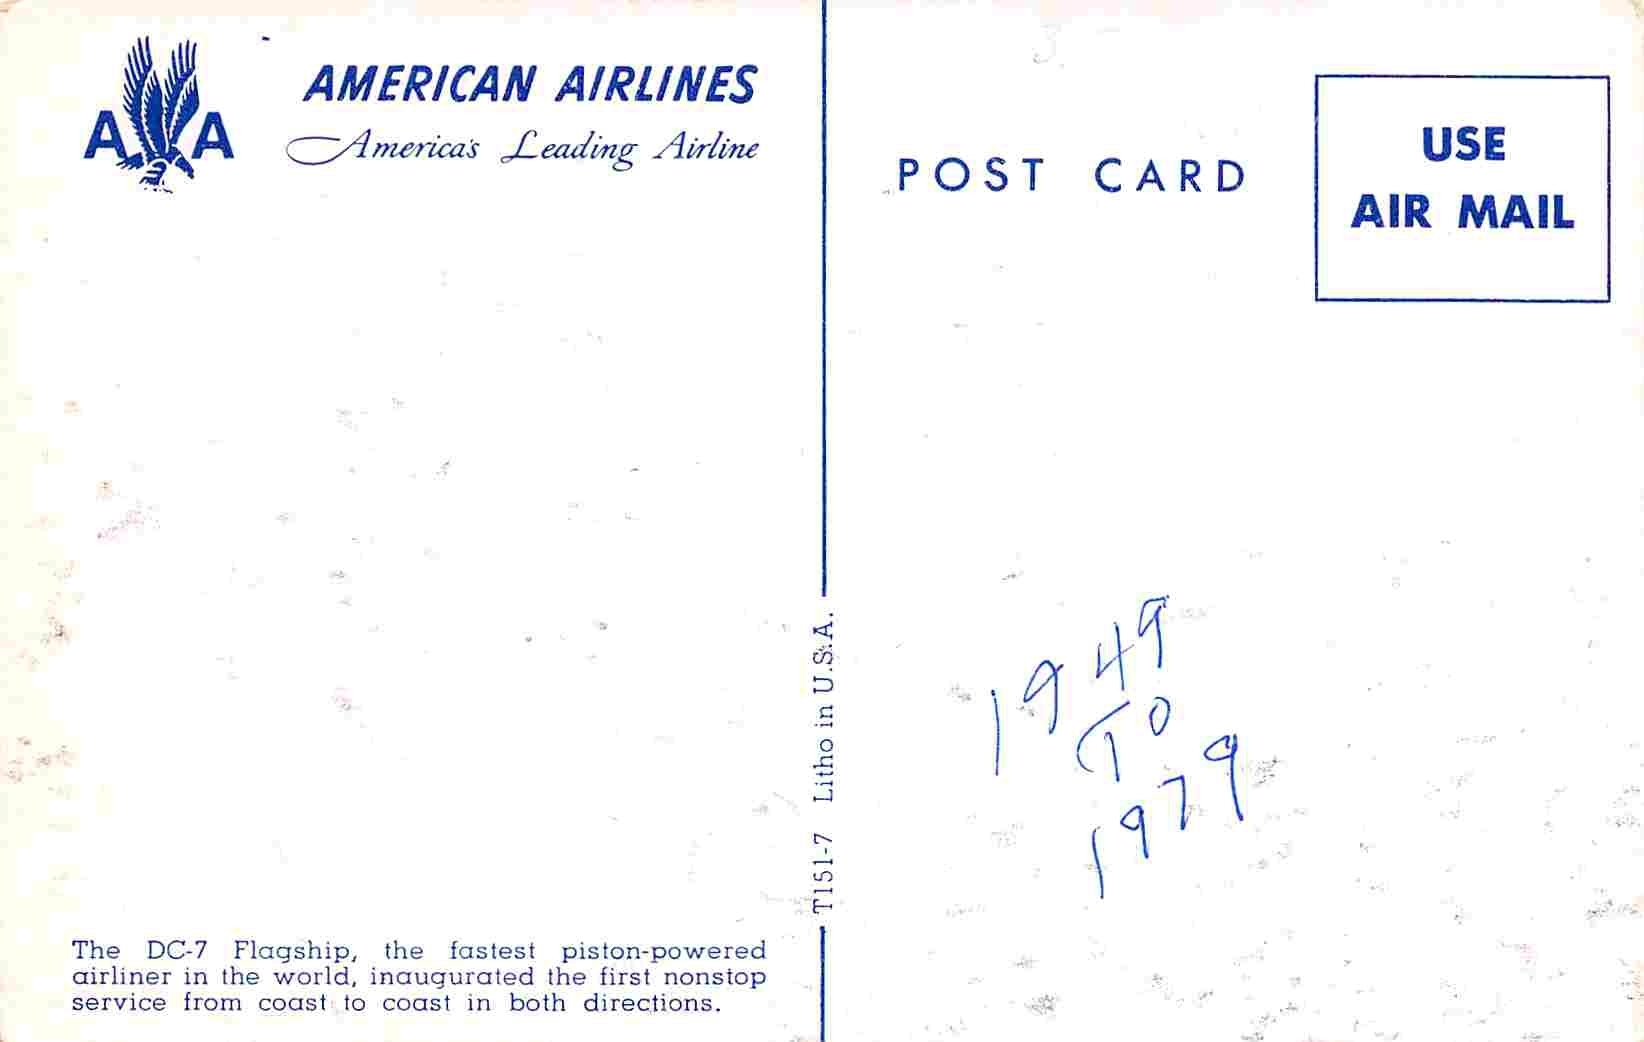 A A
AMERICAN AIRLINES
America's Leading Airline
POST CARD
USE
AIR MAIL
T151-7 Litho in U.S.A.
1949
TO
1979
The DC-7 Flagship, the fastest piston-powered
airliner in the world, inaugurated the first nonstop
service from coast to coast in both directions.